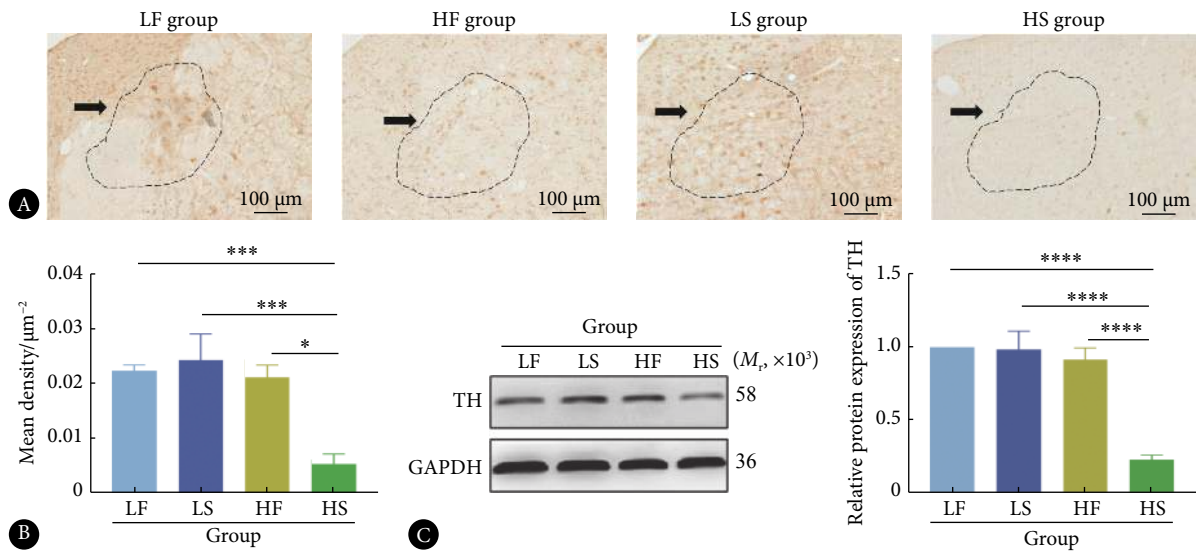 LF group HF group LS group HS group
100 μm 100 μm 100 μm 100 μm
A
Mean density/μm⁻²
0.04
0.03
0.02
0.01
0
***
***
*
LF LS HF HS
Group
B
Group
LF LS HF HS (Mᵣ, ×10³)
TH 58
GAPDH 36
C
Relative protein expression of TH
1.5
1.0
0.5
0
****
****
****
LF LS HF HS
Group